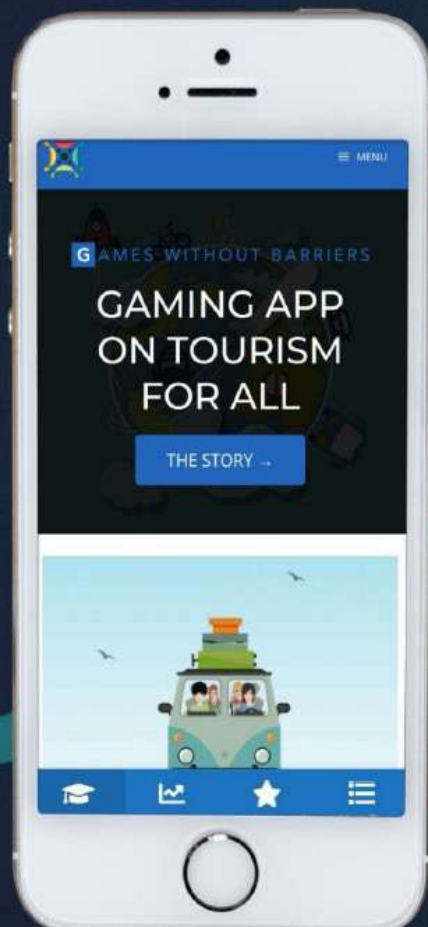 ≡ MENU
GAMES WITHOUT BARRIERS
GAMING APP
ON TOURISM
FOR ALL
THE STORY →